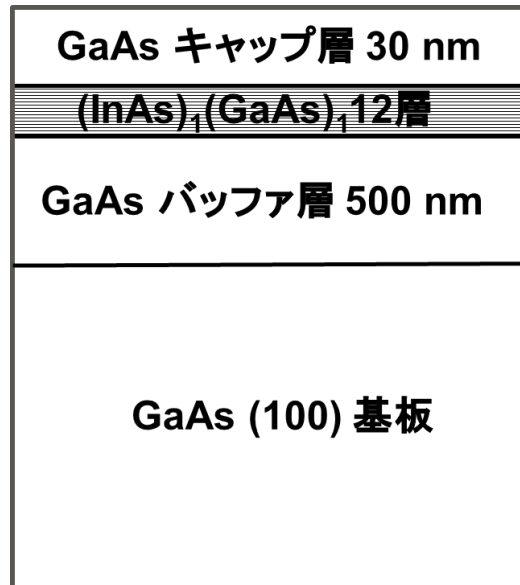 GaAs キャップ層 30 nm
(InAs)₁(GaAs)₁12層
GaAs バッファ層 500 nm
GaAs (100) 基板